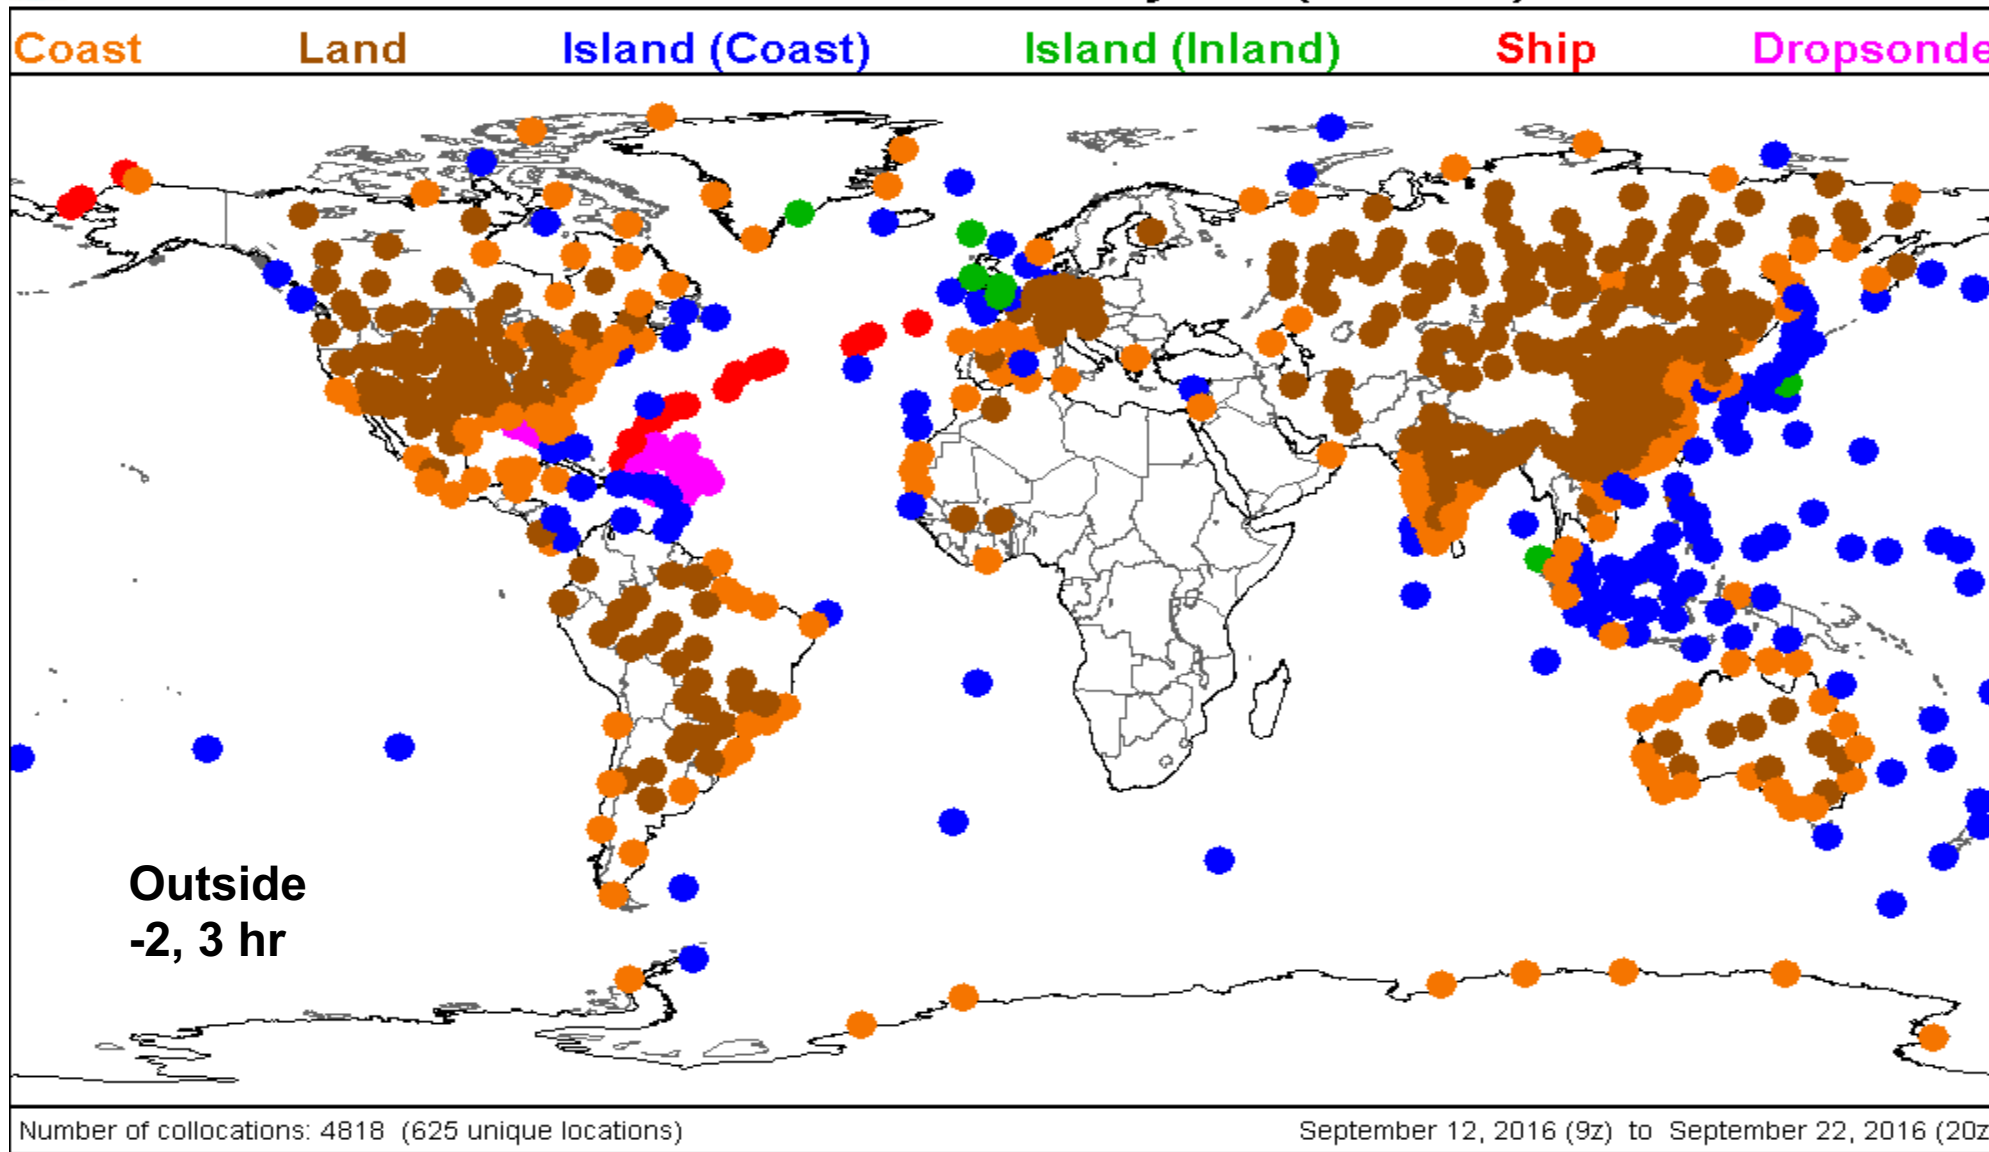 Coast Land Island (Coast) Island (Inland) Ship Dropsonde
Outside
-2, 3 hr
Number of collocations: 4818 (625 unique locations) September 12, 2016 (9z) to September 22, 2016 (20z